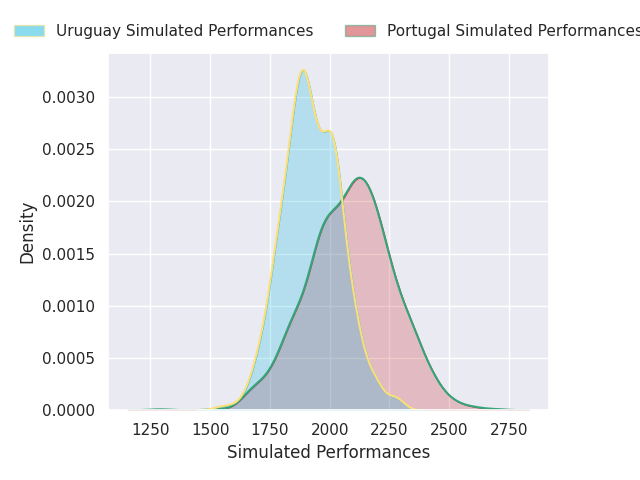 Uruguay Simulated Performances Portugal Simulated Performances
0.0030
0.0025
0.0020
0.0015
0.0010
0.0005
0.0000
Density
1250 1500 1750 2000 2250 2500 2750
Simulated Performances